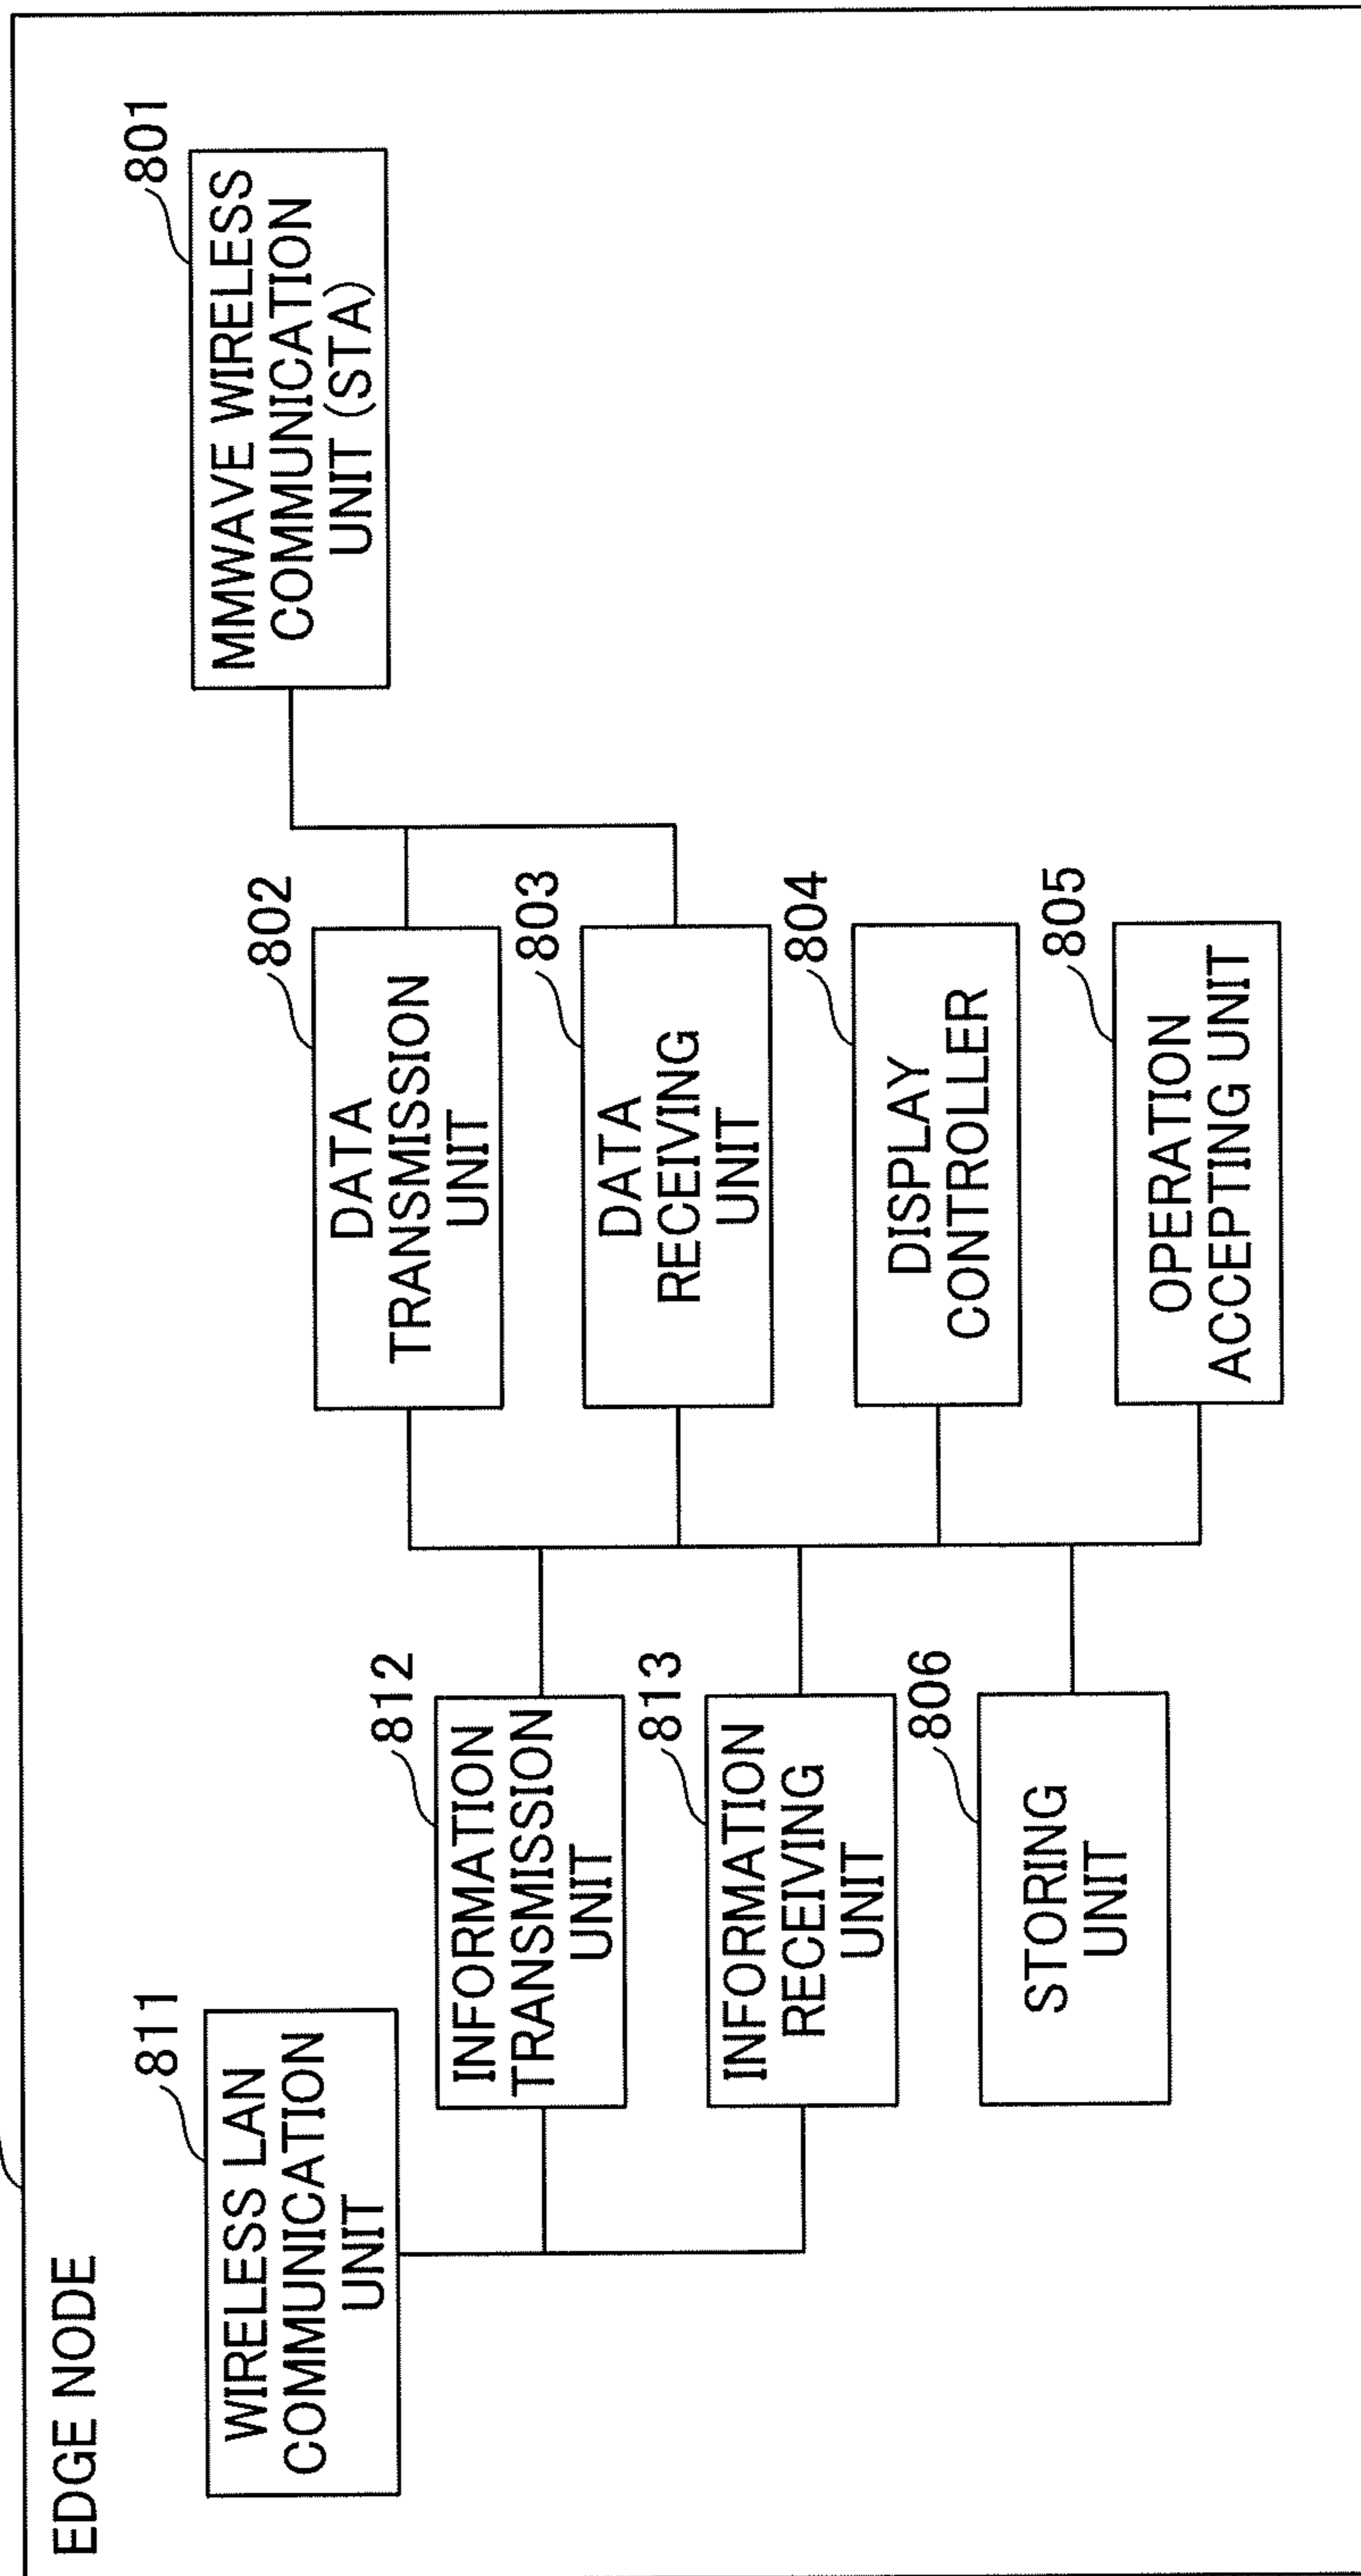 EDGE NODE
811
WIRELESS LAN
COMMUNICATION
UNIT
801
MMWAVE WIRELESS
COMMUNICATION
UNIT (STA)
812
INFORMATION
TRANSMISSION
UNIT
802
DATA
TRANSMISSION
UNIT
813
INFORMATION
RECEIVING
UNIT
803
DATA
RECEIVING
UNIT
806
STORING
UNIT
804
DISPLAY
CONTROLLER
805
OPERATION
ACCEPTING UNIT